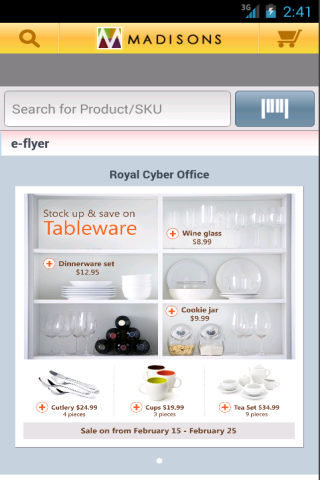 3G 2:41
MADISONS
Search for Product/SKU
e-flyer
Royal Cyber Office
Stock up & save on
Tableware
Wine glass
$8.99
Dinnerware set
$12.95
Cookie jar
$9.99
Cutlery $24.99
4 pieces
Cups $19.99
3 pieces
Tea Set $34.99
9 pieces
Sale on from February 15 - February 25